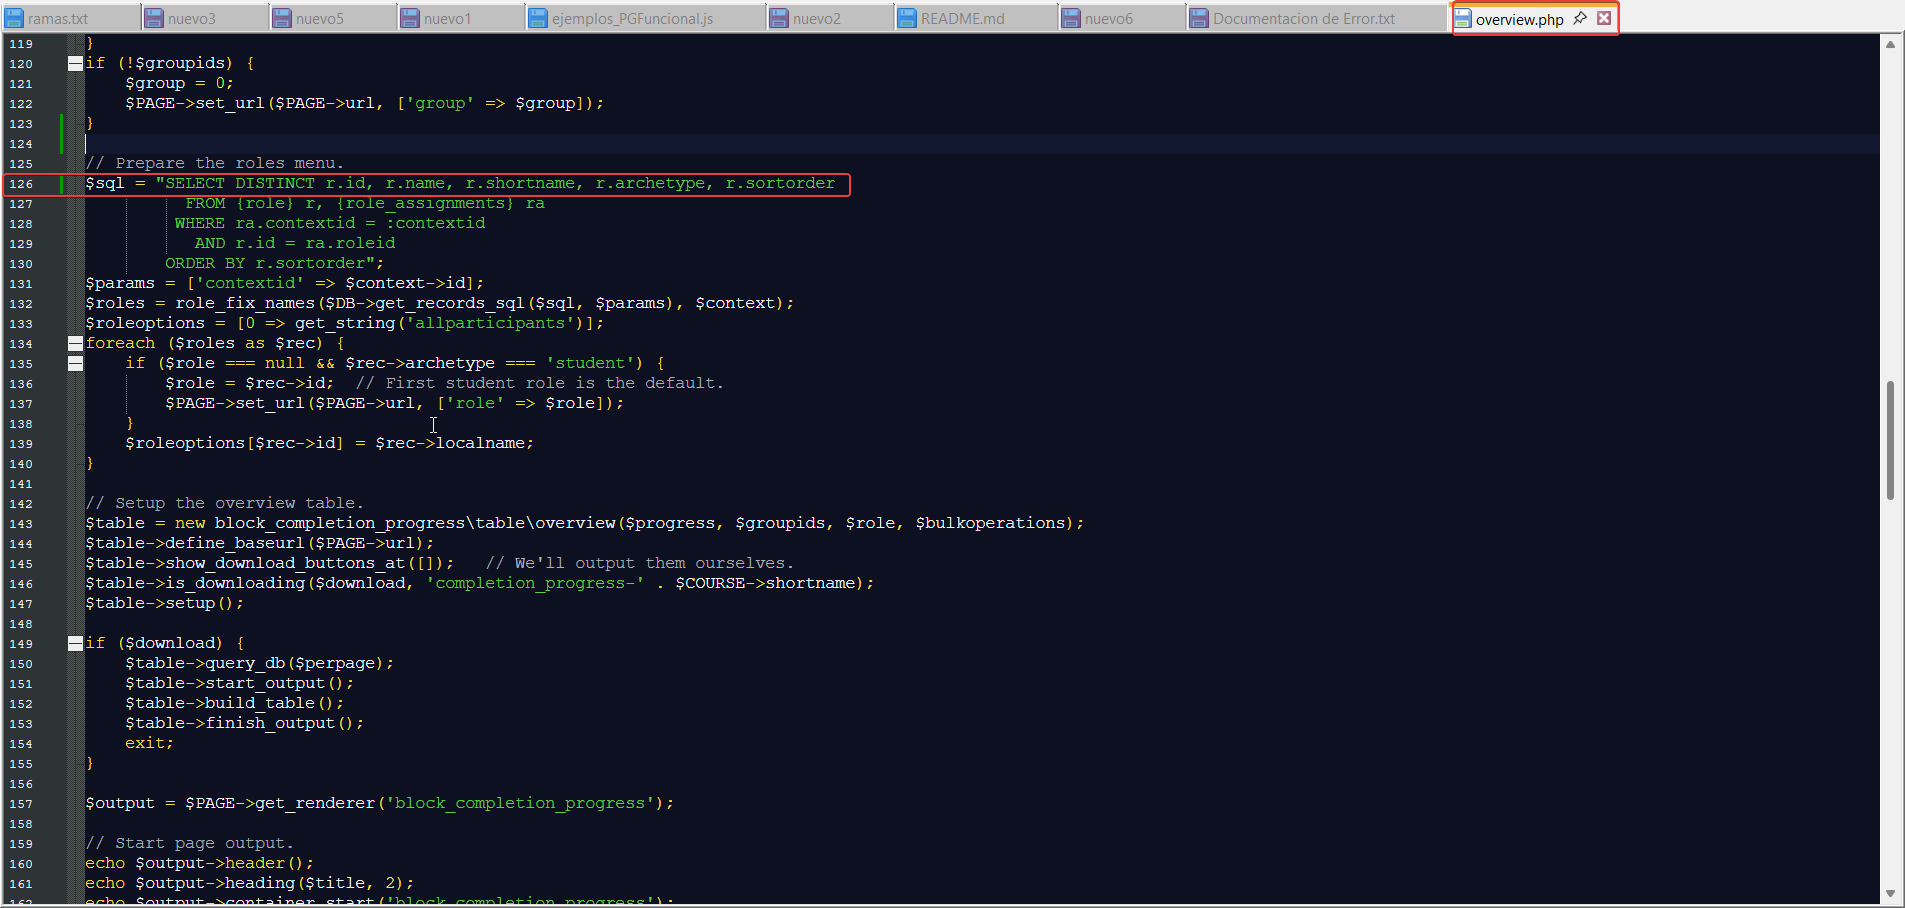 ramas.txt nuevo3 nuevo5 nuevo1 ejemplos_PGFuncional.js nuevo2 README.md nuevo6 Documentacion de Error.txt overview.php
119 }
120 if (!$groupids) {
121     $group = 0;
122     $PAGE->set_url($PAGE->url, ['group' => $group]);
123 }
124
125 // Prepare the roles menu.
126 $sql = "SELECT DISTINCT r.id, r.name, r.shortname, r.archetype, r.sortorder
127           FROM {role} r, {role_assignments} ra
128          WHERE ra.contextid = :contextid
129            AND r.id = ra.roleid
130         ORDER BY r.sortorder";
131 $params = ['contextid' => $context->id];
132 $roles = role_fix_names($DB->get_records_sql($sql, $params), $context);
133 $roleoptions = [0 => get_string('allparticipants')];
134 foreach ($roles as $rec) {
135     if ($role === null && $rec->archetype === 'student') {
136         $role = $rec->id;  // First student role is the default.
137         $PAGE->set_url($PAGE->url, ['role' => $role]);
138     }
139     $roleoptions[$rec->id] = $rec->localname;
140 }
141
142 // Setup the overview table.
143 $table = new block_completion_progress\table\overview($progress, $groupids, $role, $bulkoperations);
144 $table->define_baseurl($PAGE->url);
145 $table->show_download_buttons_at([]);   // We'll output them ourselves.
146 $table->is_downloading($download, 'completion_progress-' . $COURSE->shortname);
147 $table->setup();
148
149 if ($download) {
150     $table->query_db($perpage);
151     $table->start_output();
152     $table->build_table();
153     $table->finish_output();
154     exit;
155 }
156
157 $output = $PAGE->get_renderer('block_completion_progress');
158
159 // Start page output.
160 echo $output->header();
161 echo $output->heading($title, 2);
162 echo $output->container_start('block_completion_progress');